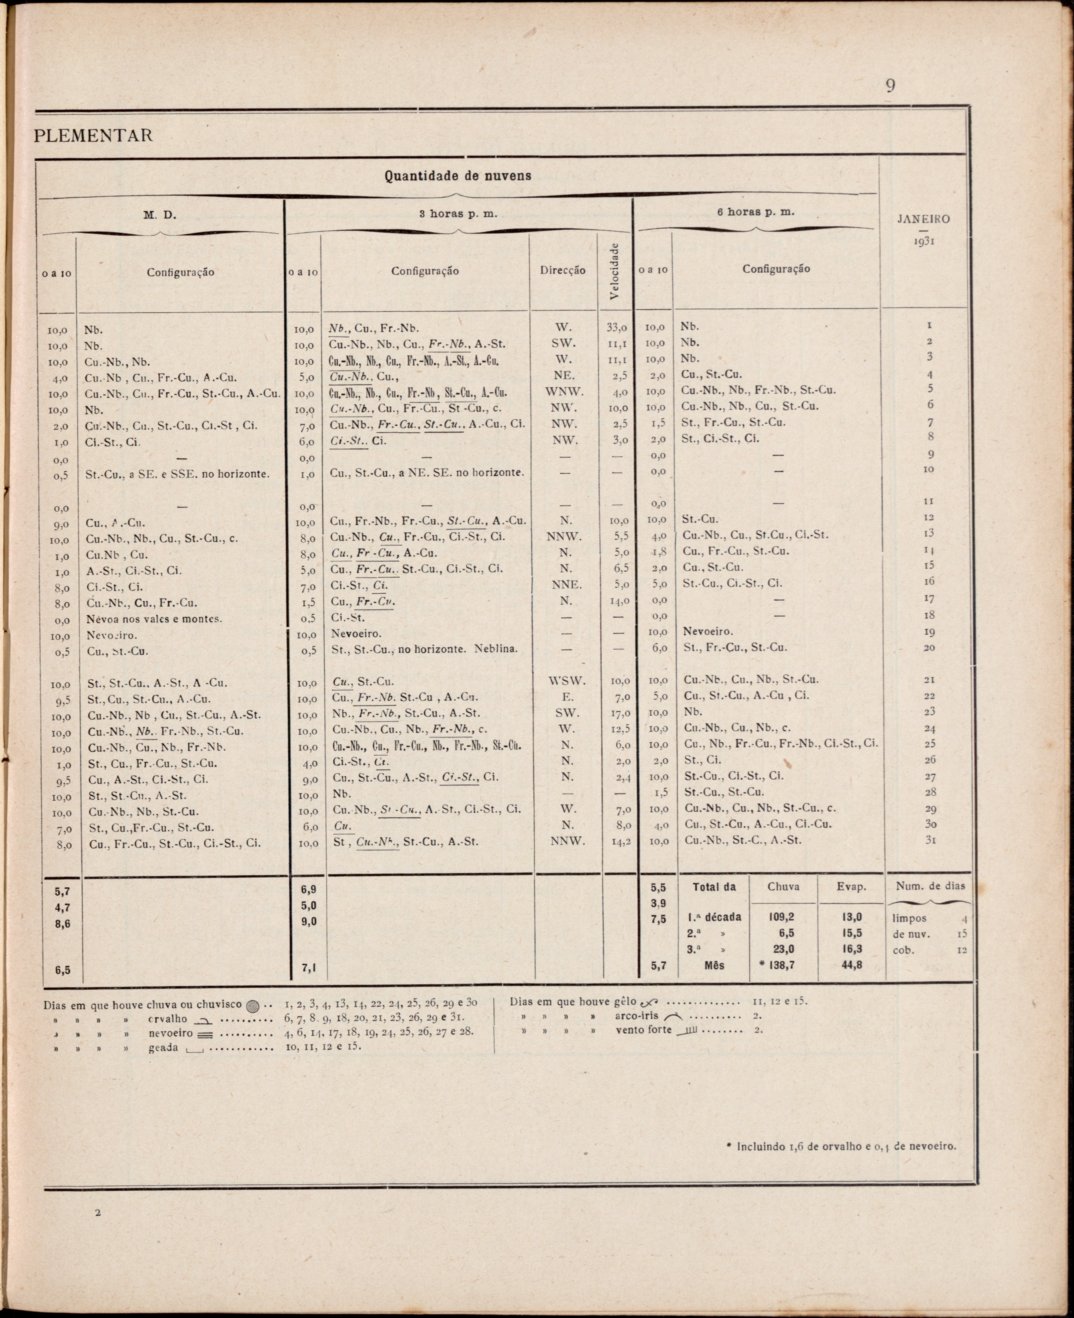 9
PLEMENTAR
Quantidade de nuvens
M. D. 3 horas p. m. 6 horas p. m. JANEIRO
1931
0 a 10 Configuração 0 a 10 Configuração Direcção Velocidade 0 a 10 Configuração
10,0 Nb. 10,0 Nb., Cu., Fr.-Nb. W. 33,0 10,0 Nb. 1
10,0 Nb. 10,0 Cu.-Nb., Nb., Cu., Fr.-Nb., A.-St. SW. 11,1 10,0 Nb. 2
10,0 Cu.-Nb., Nb. 10,0 Cu.-Nb., Nb., Cu., Fr.-Nb., A.-St., A.-Cu. W. 11,1 10,0 Nb. 3
4,0 Cu.-Nb , Cu., Fr.-Cu., A.-Cu. 5,0 Cu.-Nb., Cu., NE. 2,5 2,0 Cu., St.-Cu. 4
10,0 Cu.-Nb., Cu., Fr.-Cu., St.-Cu., A.-Cu. 10,0 Cu.-Nb., Nb., Cu., Fr.-Nb , St.-Cu., A.-Cu. WNW. 4,0 10,0 Cu.-Nb., Nb., Fr.-Nb., St.-Cu. 5
10,0 Nb. 10,0 Cu.-Nb., Cu., Fr.-Cu., St -Cu., c. NW. 10,0 10,0 Cu.-Nb., Nb., Cu., St.-Cu. 6
2,0 Cu.-Nb., Cu., St.-Cu., Ci.-St , Ci. 7,0 Cu.-Nb., Fr.-Cu., St.-Cu., A.-Cu., Ci. NW. 2,5 1,5 St., Fr.-Cu., St.-Cu. 7
1,0 Ci.-St., Ci. 6,0 Ci.-St., Ci. NW. 3,0 2,0 St., Ci.-St., Ci. 8
0,0 — 0,0 — — — 0,0 — 9
0,5 St.-Cu., a SE. e SSE. no horizonte. 1,0 Cu., St.-Cu., a NE. SE. no horizonte. — — 0,0 — 10
0,0 — 0,0 — — — 0,0 — 11
9,0 Cu., A.-Cu. 10,0 Cu., Fr.-Nb., Fr.-Cu., St.-Cu., A.-Cu. N. 10,0 10,0 St.-Cu. 12
10,0 Cu.-Nb., Nb., Cu., St.-Cu., c. 8,0 Cu.-Nb., Cu., Fr.-Cu., Ci.-St., Ci. NNW. 5,5 4,0 Cu.-Nb., Cu., St.Cu., Ci.-St. 13
1,0 Cu.Nb , Cu. 8,0 Cu., Fr -Cu., A.-Cu. N. 5,0 1,8 Cu., Fr.-Cu., St.-Cu. 14
1,0 A.-St., Ci.-St., Ci. 5,0 Cu., Fr.-Cu., St.-Cu., Ci.-St., Ci. N. 6,5 2,0 Cu., St.-Cu. 15
8,0 Ci.-St., Ci. 7,0 Ci.-St., Ci. NNE. 5,0 5,0 St.-Cu., Ci.-St., Ci. 16
8,0 Cu.-Nb., Cu., Fr.-Cu. 1,5 Cu., Fr.-Cu. N. 14,0 0,0 — 17
0,0 Névoa nos vales e montes. 0,5 Ci.-St. — — 0,0 — 18
10,0 Nevoeiro. 10,0 Nevoeiro. — — 10,0 Nevoeiro. 19
0,5 Cu., St.-Cu. 0,5 St., St.-Cu., no horizonte. Neblina. — — 6,0 St., Fr.-Cu., St.-Cu. 20
10,0 St., St.-Cu., A.-St., A -Cu. 10,0 Cu., St.-Cu. WSW. 10,0 10,0 Cu.-Nb., Cu., Nb., St.-Cu. 21
9,5 St., Cu., St.-Cu., A.-Cu. 10,0 Cu., Fr.-Nb. St.-Cu , A.-Cu. E. 7,0 5,0 Cu., St.-Cu., A.-Cu , Ci. 22
10,0 Cu.-Nb., Nb , Cu., St.-Cu., A.-St. 10,0 Nb., Fr.-Nb., St.-Cu., A.-St. SW. 17,0 10,0 Nb. 23
10,0 Cu.-Nb., Nb., Fr.-Nb., St.-Cu. 10,0 Cu.-Nb., Cu., Nb., Fr.-Nb., c. W. 12,5 10,0 Cu.-Nb., Cu., Nb., c. 24
10,0 Cu.-Nb., Cu., Nb., Fr.-Nb. 10,0 Cu.-Nb., Cu., Fr.-Cu., Nb., Fr.-Nb., St.-Cu. N. 6,0 10,0 Cu., Nb., Fr.-Cu., Fr.-Nb., Ci.-St., Ci. 25
1,0 St., Cu., Fr.-Cu., St.-Cu. 4,0 Ci.-St., Ci. N. 2,0 2,0 St., Ci. 26
9,5 Cu., A.-St., Ci.-St., Ci. 9,0 Cu., St.-Cu., A.-St., Ci.-St., Ci. N. 2,4 10,0 St.-Cu., Ci.-St., Ci. 27
10,0 St., St.-Cu., A.-St. 10,0 Nb. — — 1,5 St.-Cu., St.-Cu. 28
10,0 Cu.-Nb., Nb., St.-Cu. 10,0 Cu. Nb., St -Cu., A. St., Ci.-St., Ci. W. 7,0 10,0 Cu.-Nb., Cu., Nb., St.-Cu., c. 29
7,0 St., Cu.,Fr.-Cu., St.-Cu. 6,0 Cu. N. 8,0 4,0 Cu., St.-Cu., A.-Cu., Ci.-Cu. 30
8,0 Cu., Fr.-Cu., St.-Cu., Ci.-St., Ci. 10,0 St , Cu.-Nb., St.-Cu., A.-St. NNW. 14,2 10,0 Cu.-Nb., St.-C., A.-St. 31
5,7 6,9 5,5 Total da Chuva Evap. Num. de dias
4,7 5,0 3,9
8,6 9,0 7,5 1.ª década 109,2 13,0 limpos 4
2.ª » 6,5 15,5 de nuv. 15
3.ª » 23,0 16,3 cob. 12
6,5 7,1 5,7 Mês * 138,7 44,8
Dias em que houve chuva ou chuvisco .. 1, 2, 3, 4, 13, 14, 22, 24, 25, 26, 29 e 30
» » » » orvalho .......... 6, 7, 8. 9, 18, 20, 21, 23, 26, 29 e 31.
» » » » nevoeiro .......... 4, 6, 14, 17, 18, 19, 24, 25, 26, 27 e 28.
» » » » geada ............ 10, 11, 12 e 15.
Dias em que houve gêlo .............. 11, 12 e 15.
» » » » arco-iris .......... 2.
» » » » vento forte ........ 2.
* Incluindo 1,6 de orvalho e 0,4 de nevoeiro.
2